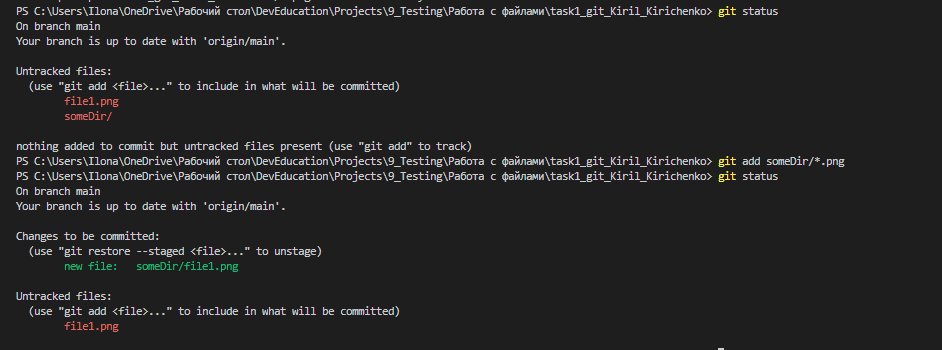 PS C:\Users\Ilona\OneDrive\Рабочий стол\DevEducation\Projects\9_Testing\Работа с файлами\task1_git_Kiril_Kirichenko> git status
On branch main
Your branch is up to date with 'origin/main'.
Untracked files:
(use "git add <file>..." to include in what will be committed)
file1.png
someDir/
nothing added to commit but untracked files present (use "git add" to track)
PS C:\Users\Ilona\OneDrive\Рабочий стол\DevEducation\Projects\9_Testing\Работа с файлами\task1_git_Kiril_Kirichenko> git add someDir/*.png
PS C:\Users\Ilona\OneDrive\Рабочий стол\DevEducation\Projects\9_Testing\Работа с файлами\task1_git_Kiril_Kirichenko> git status
On branch main
Your branch is up to date with 'origin/main'.
Changes to be committed:
(use "git restore --staged <file>..." to unstage)
new file:   someDir/file1.png
Untracked files:
(use "git add <file>..." to include in what will be committed)
file1.png